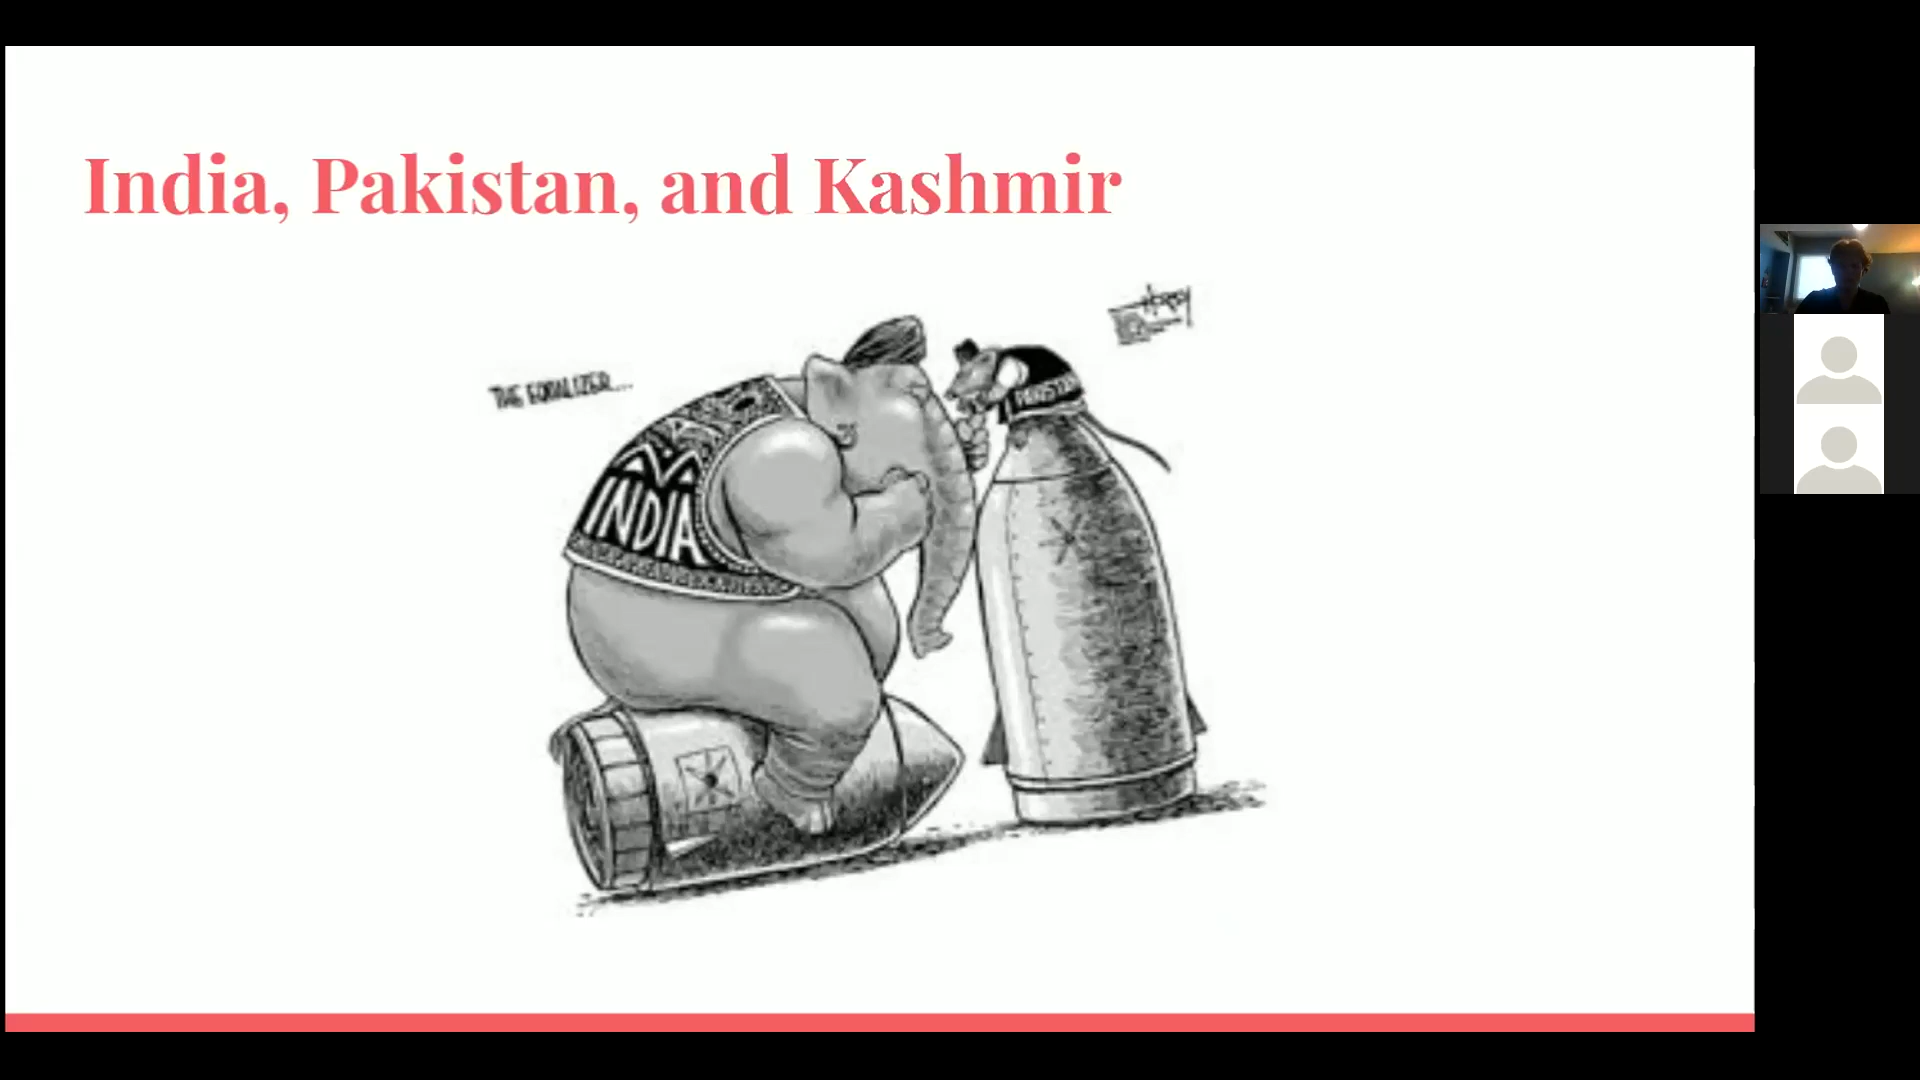 India, Pakistan, and Kashmir
THE EQUALIZER...
INDIA
PAKISTAN